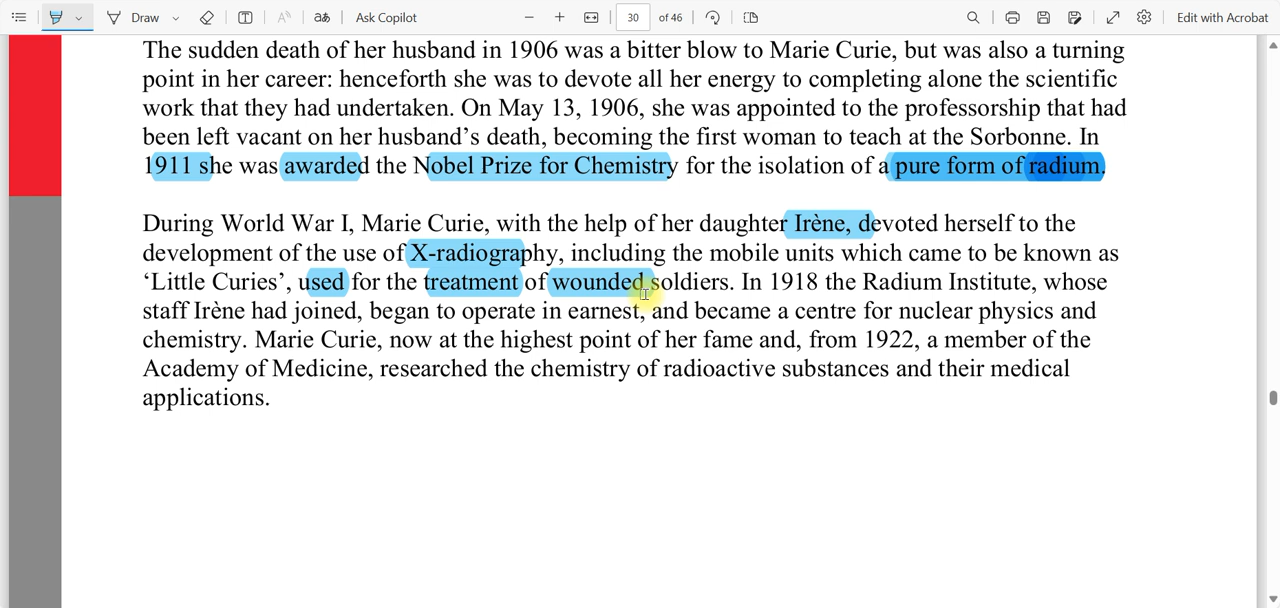 Draw
Ask Copilot
30 of 46
Edit with Acrobat
The sudden death of her husband in 1906 was a bitter blow to Marie Curie, but was also a turning
point in her career: henceforth she was to devote all her energy to completing alone the scientific
work that they had undertaken. On May 13, 1906, she was appointed to the professorship that had
been left vacant on her husband’s death, becoming the first woman to teach at the Sorbonne. In
1911 she was awarded the Nobel Prize for Chemistry for the isolation of a pure form of radium.
During World War I, Marie Curie, with the help of her daughter Irène, devoted herself to the
development of the use of X-radiography, including the mobile units which came to be known as
‘Little Curies’, used for the treatment of wounded soldiers. In 1918 the Radium Institute, whose
staff Irène had joined, began to operate in earnest, and became a centre for nuclear physics and
chemistry. Marie Curie, now at the highest point of her fame and, from 1922, a member of the
Academy of Medicine, researched the chemistry of radioactive substances and their medical
applications.